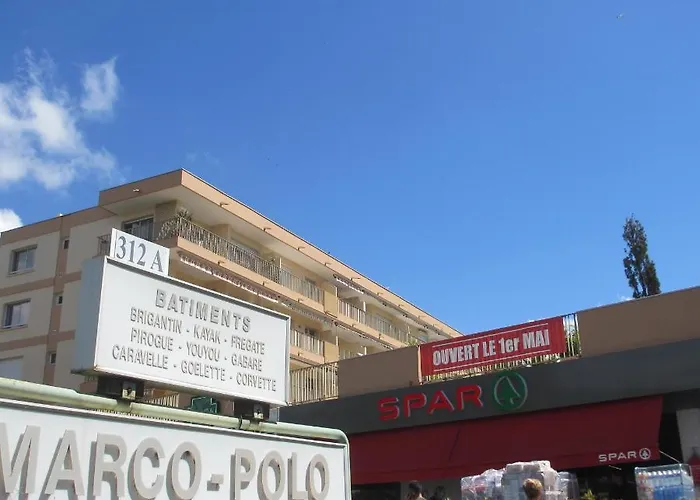 312 A
BATIMENTS
BRIGANTIN - KAYAK - FREGATE
PIROGUE - YOUYOU - GABARE
CARAVELLE - GOELETTE - CORVETTE
MARCO-POLO
OUVERT LE 1er MAI
SPAR
SPAR